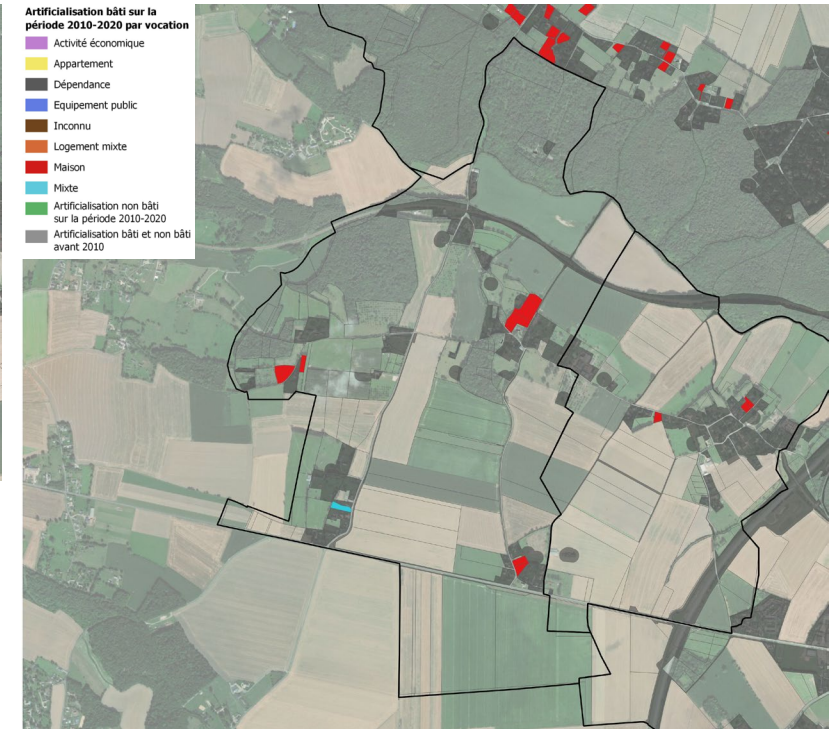 Artificialisation bâti sur la
période 2010-2020 par vocation
Activité économique
Appartement
Dépendance
Equipement public
Inconnu
Logement mixte
Maison
Mixte
Artificialisation non bâti
sur la période 2010-2020
Artificialisation bâti et non bâti
avant 2010